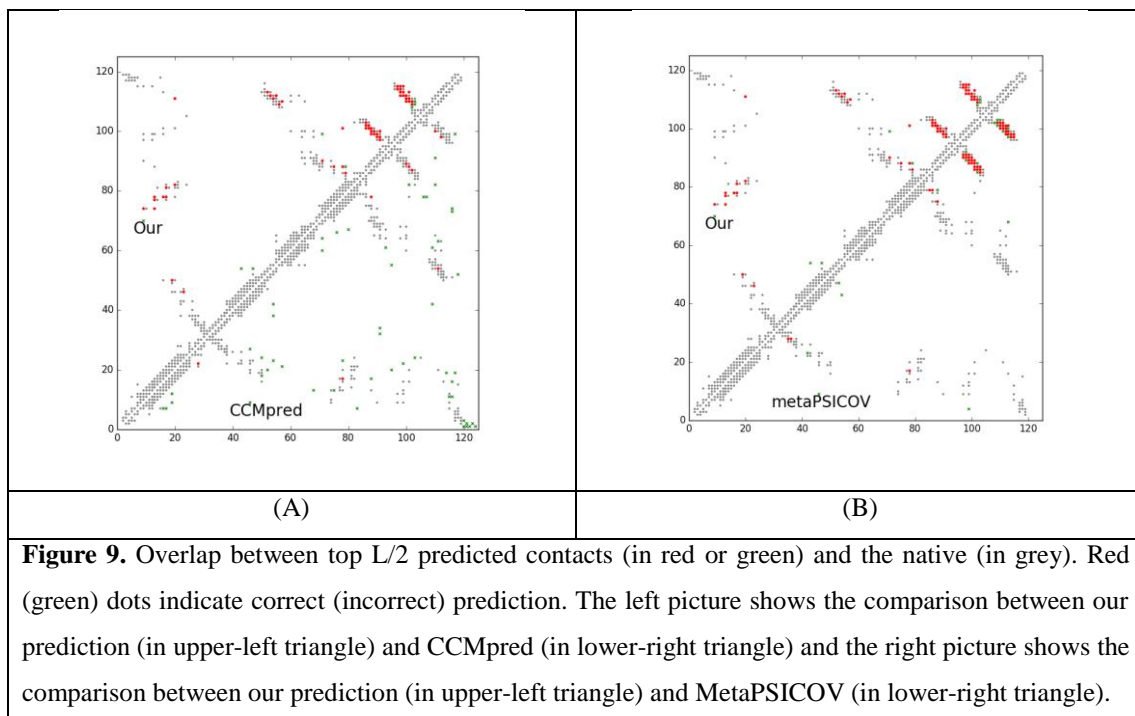 120
100
80
60
40
20
0
0 20 40 60 80 100 120
Our
CCMpred
120
100
80
60
40
20
0
0 20 40 60 80 100 120
Our
metaPSICOV
(A) (B)
Figure 9. Overlap between top L/2 predicted contacts (in red or green) and the native (in grey). Red
(green) dots indicate correct (incorrect) prediction. The left picture shows the comparison between our
prediction (in upper-left triangle) and CCMpred (in lower-right triangle) and the right picture shows the
comparison between our prediction (in upper-left triangle) and MetaPSICOV (in lower-right triangle).